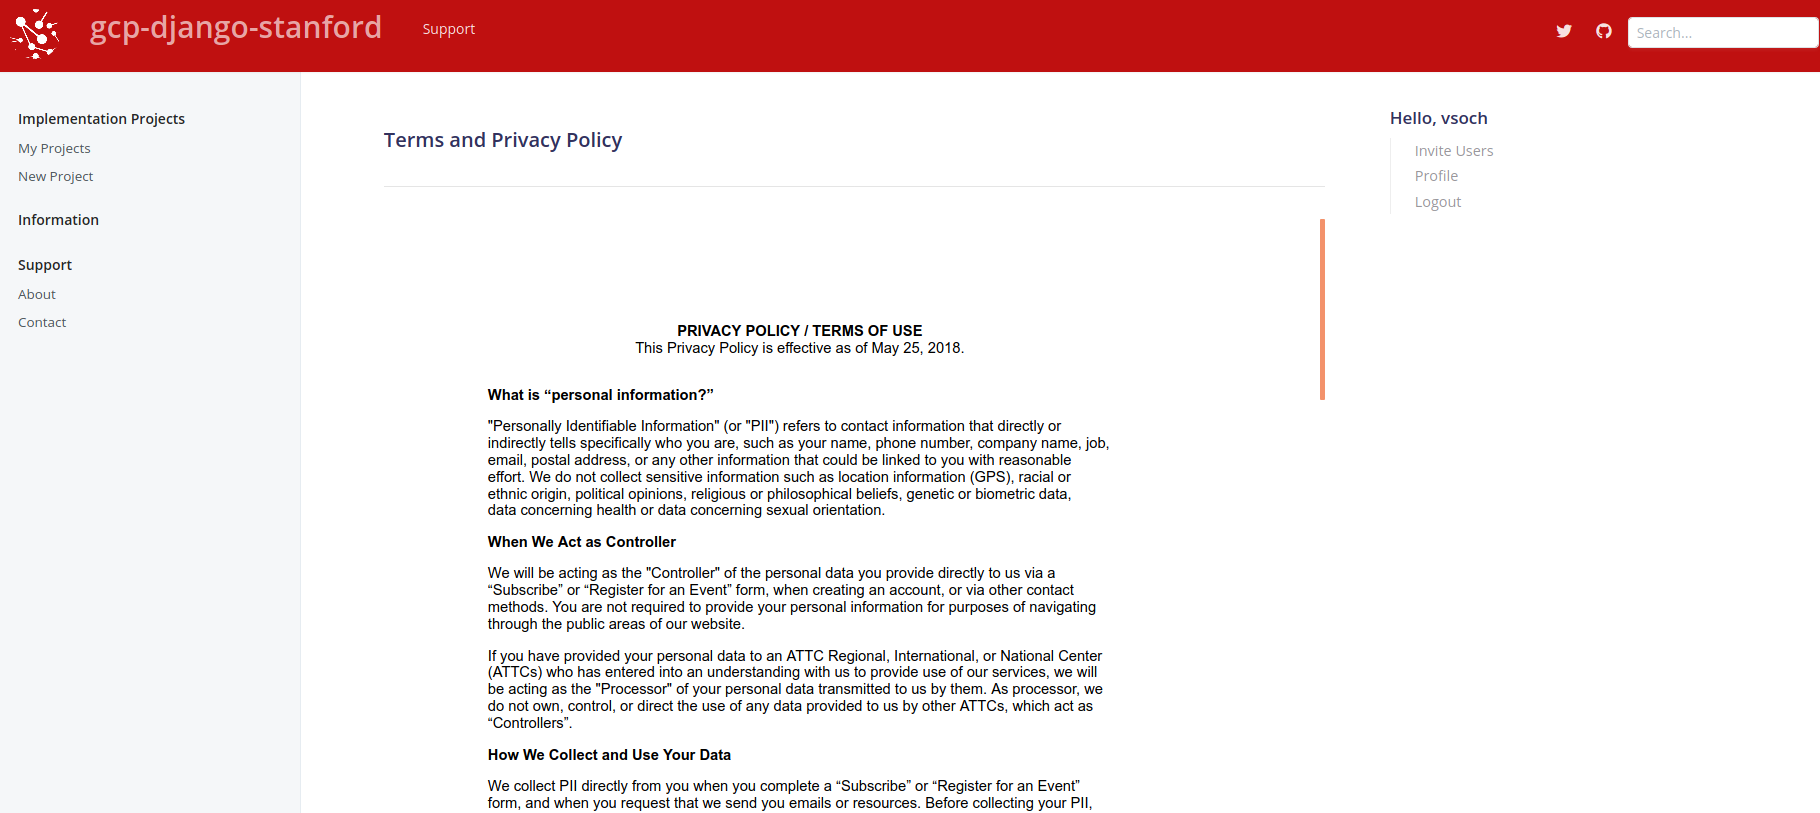 gcp-django-stanford
Support
Search...
Implementation Projects
My Projects
New Project
Information
Support
About
Contact
Terms and Privacy Policy
PRIVACY POLICY / TERMS OF USE
This Privacy Policy is effective as of May 25, 2018.
What is “personal information?”
"Personally Identifiable Information" (or "PII") refers to contact information that directly or
indirectly tells specifically who you are, such as your name, phone number, company name, job,
email, postal address, or any other information that could be linked to you with reasonable
effort. We do not collect sensitive information such as location information (GPS), racial or
ethnic origin, political opinions, religious or philosophical beliefs, genetic or biometric data,
data concerning health or data concerning sexual orientation.
When We Act as Controller
We will be acting as the "Controller" of the personal data you provide directly to us via a
“Subscribe” or “Register for an Event” form, when creating an account, or via other contact
methods. You are not required to provide your personal information for purposes of navigating
through the public areas of our website.
If you have provided your personal data to an ATTC Regional, International, or National Center
(ATTCs) who has entered into an understanding with us to provide use of our services, we will
be acting as the "Processor" of your personal data transmitted to us by them. As processor, we
do not own, control, or direct the use of any data provided to us by other ATTCs, which act as
“Controllers”.
How We Collect and Use Your Data
We collect PII directly from you when you complete a “Subscribe” or “Register for an Event”
form, and when you request that we send you emails or resources. Before collecting your PII,
Hello, vsoch
Invite Users
Profile
Logout